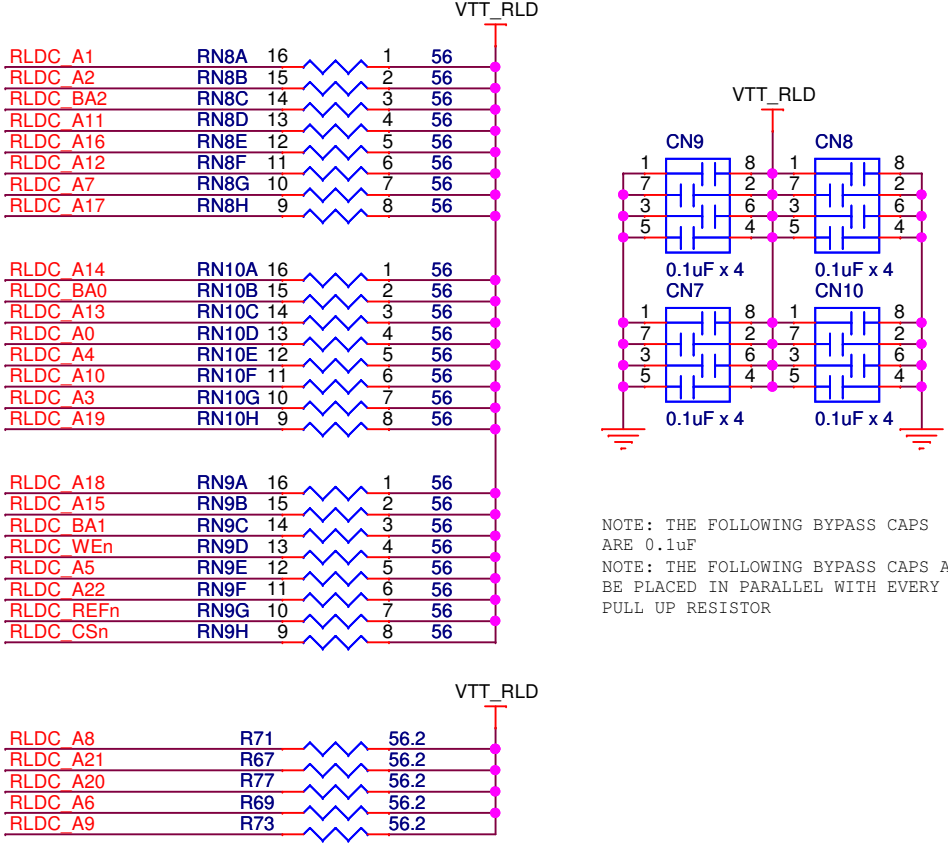 VTT_RLD
RLDC_A1 RN8A 16 1 56
RLDC_A2 RN8B 15 2 56
RLDC_BA2 RN8C 14 3 56
RLDC_A11 RN8D 13 4 56
RLDC_A16 RN8E 12 5 56
RLDC_A12 RN8F 11 6 56
RLDC_A7 RN8G 10 7 56
RLDC_A17 RN8H 9 8 56
RLDC_A14 RN10A 16 1 56
RLDC_BA0 RN10B 15 2 56
RLDC_A13 RN10C 14 3 56
RLDC_A0 RN10D 13 4 56
RLDC_A4 RN10E 12 5 56
RLDC_A10 RN10F 11 6 56
RLDC_A3 RN10G 10 7 56
RLDC_A19 RN10H 9 8 56
RLDC_A18 RN9A 16 1 56
RLDC_A15 RN9B 15 2 56
RLDC_BA1 RN9C 14 3 56
RLDC_WEn RN9D 13 4 56
RLDC_A5 RN9E 12 5 56
RLDC_A22 RN9F 11 6 56
RLDC_REFn RN9G 10 7 56
RLDC_CSn RN9H 9 8 56
VTT_RLD
RLDC_A8 R71 56.2
RLDC_A21 R67 56.2
RLDC_A20 R77 56.2
RLDC_A6 R69 56.2
RLDC_A9 R73 56.2
VTT_RLD
CN9 CN8
1 8 1 8
7 2 7 2
3 6 3 6
5 4 5 4
0.1uF x 4 0.1uF x 4
CN7 CN10
1 8 1 8
7 2 7 2
3 6 3 6
5 4 5 4
0.1uF x 4 0.1uF x 4
NOTE: THE FOLLOWING BYPASS CAPS
ARE 0.1uF
NOTE: THE FOLLOWING BYPASS CAPS A
BE PLACED IN PARALLEL WITH EVERY
PULL UP RESISTOR